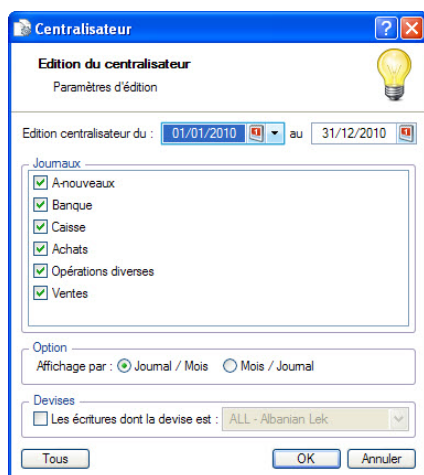 Centralisateur
Edition du centralisateur
Paramètres d'édition
Edition centralisateur du : 01/01/2010 au 31/12/2010
Journaux
A-nouveaux
Banque
Caisse
Achats
Opérations diverses
Ventes
Option
Affichage par : Journal / Mois Mois / Journal
Devises
Les écritures dont la devise est : ALL - Albanian Lek
Tous OK Annuler